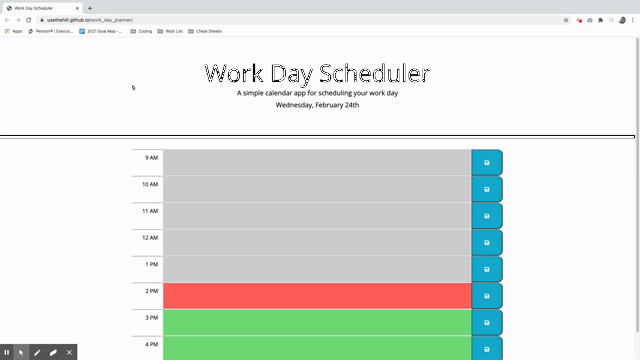 Work Day Scheduler
usethehill.github.io/work_day_planner/
Apps
Peloton® | Exercis...
2021 Goal Map -...
Coding
Wish List
Cheat Sheets
Work Day Scheduler
A simple calendar app for scheduling your work day
Wednesday, February 24th
9 AM
10 AM
11 AM
12 AM
1 PM
2 PM
3 PM
4 PM